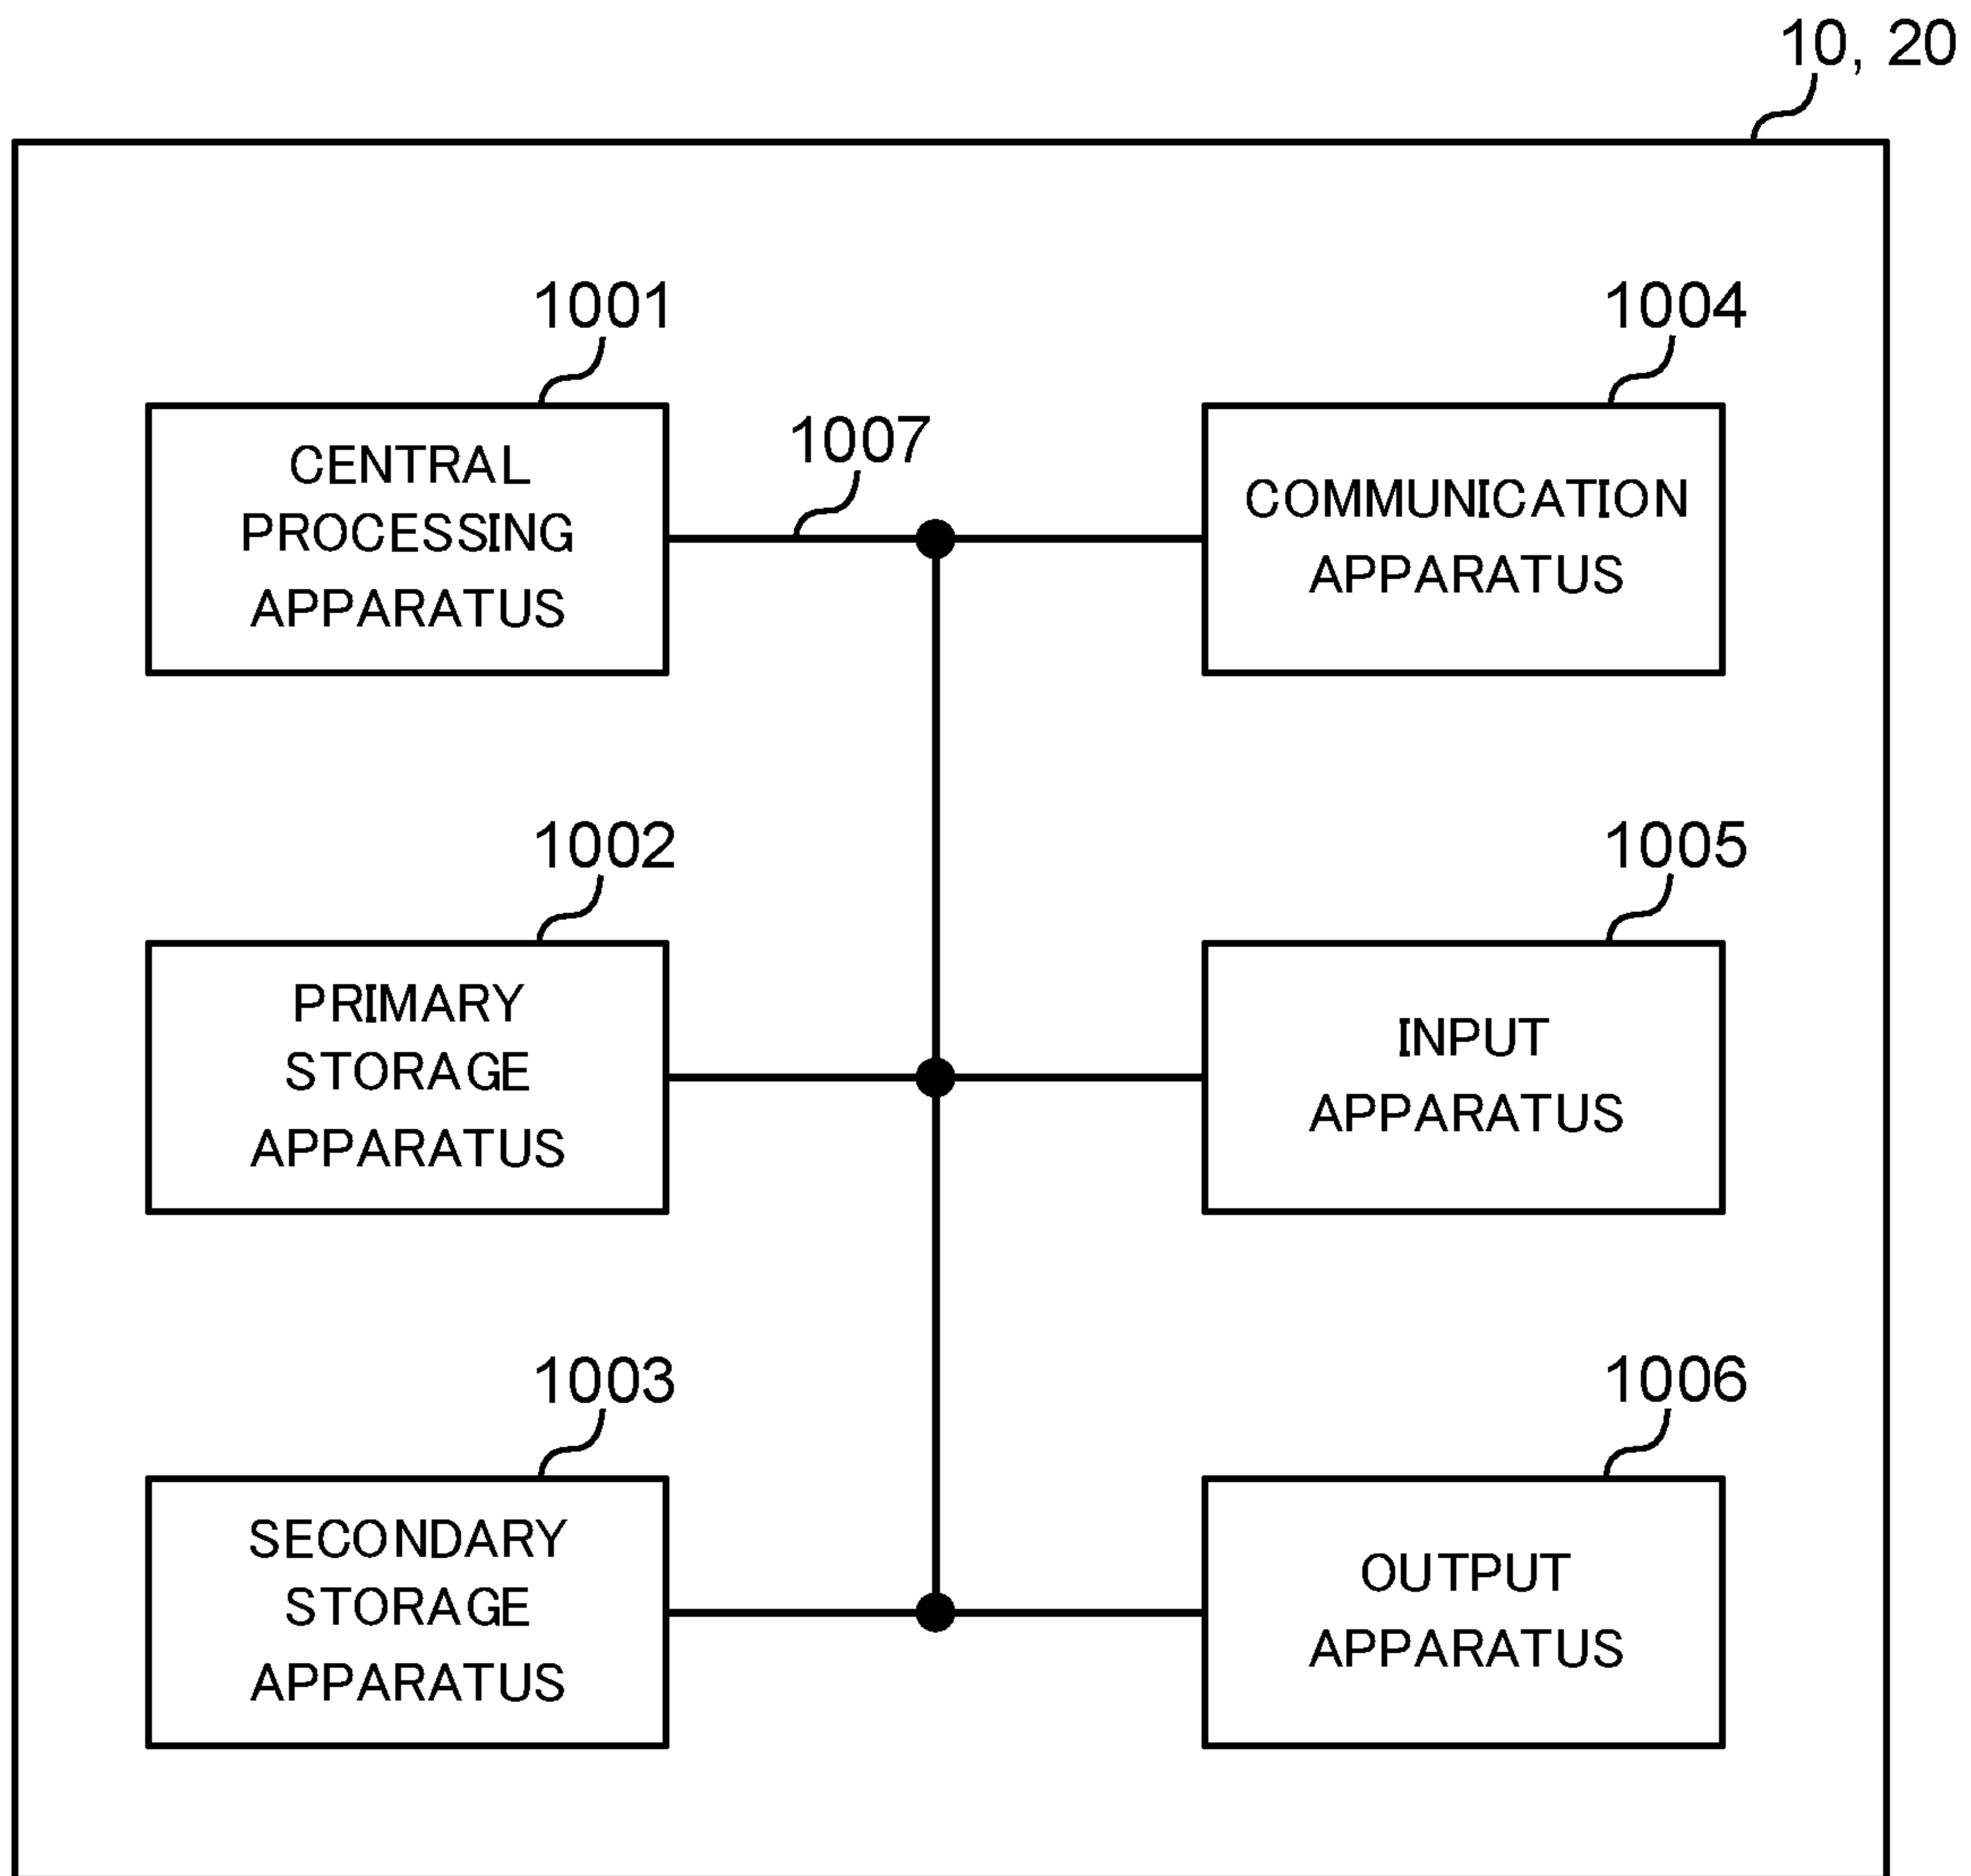 10, 20
1001
CENTRAL
PROCESSING
APPARATUS
1007
1004
COMMUNICATION
APPARATUS
1002
PRIMARY
STORAGE
APPARATUS
1005
INPUT
APPARATUS
1003
SECONDARY
STORAGE
APPARATUS
1006
OUTPUT
APPARATUS